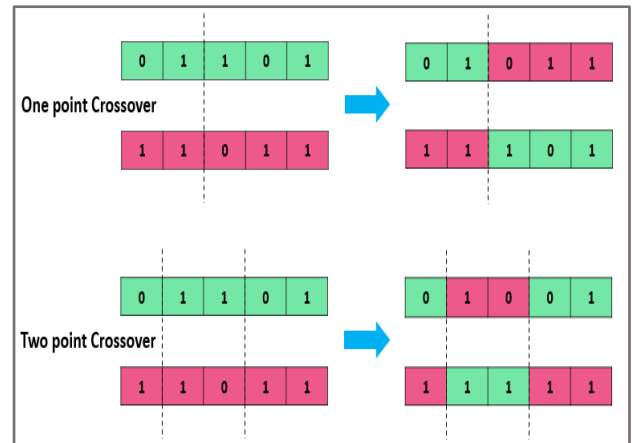 0 1 1 0 1
0 1 0 1 1
One point Crossover
1 1 0 1 1
1 1 1 0 1
0 1 1 0 1
0 1 0 0 1
Two point Crossover
1 1 0 1 1
1 1 1 1 1